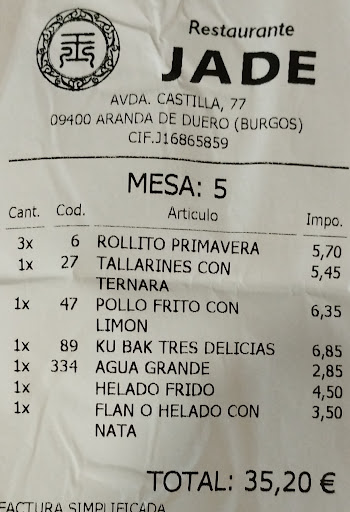 Restaurante
JADE
AVDA. CASTILLA, 77
09400 ARANDA DE DUERO (BURGOS)
CIF.J16865859
MESA: 5
Cant. Cod. Articulo Impo.
3x 6 ROLLITO PRIMAVERA 5,70
1x 27 TALLARINES CON 5,45
TERNARA
1x 47 POLLO FRITO CON 6,35
LIMON
1x 89 KU BAK TRES DELICIAS 6,85
1x 334 AGUA GRANDE 2,85
1x HELADO FRIDO 4,50
1x FLAN O HELADO CON 3,50
NATA
TOTAL: 35,20 €
FACTURA SIMPLIFICADA